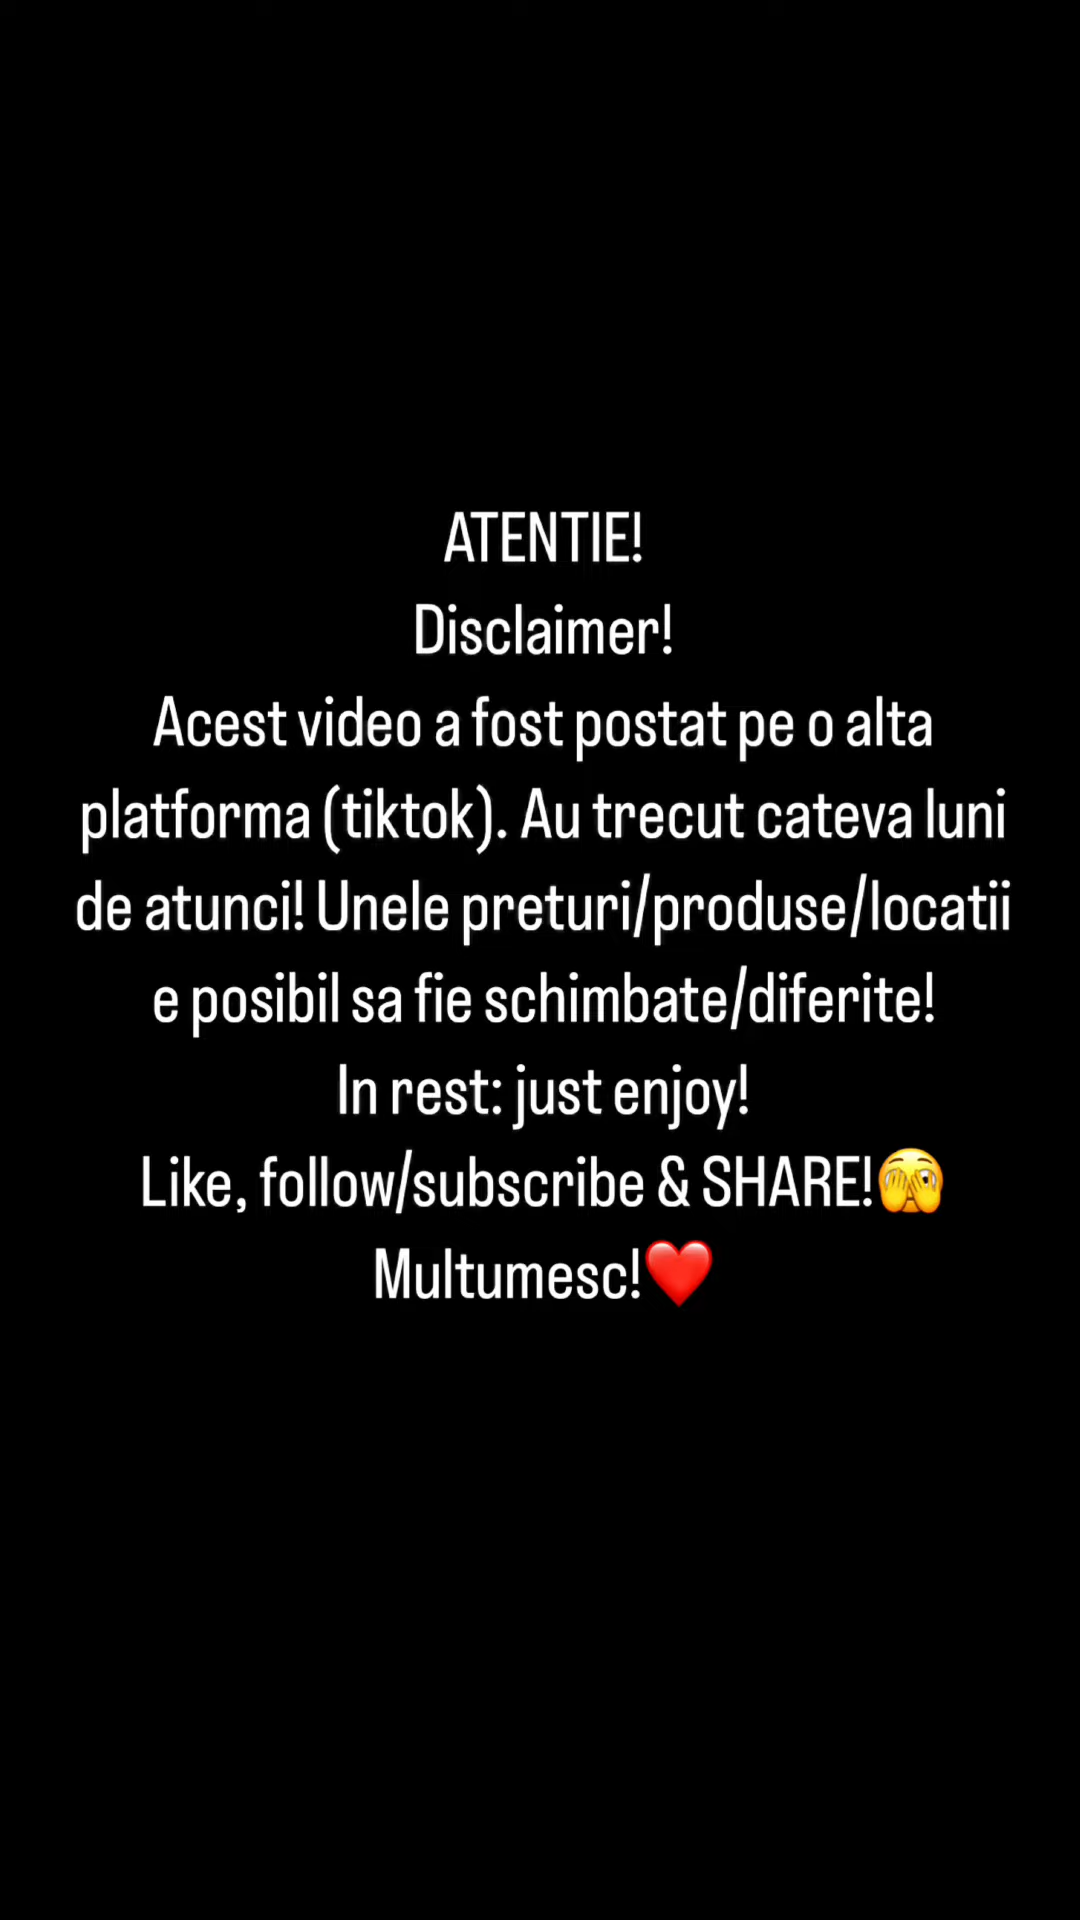 ATENTIE!
Disclaimer!
Acest video a fost postat pe o alta
platforma (tiktok). Au trecut cateva luni
de atunci! Unele preturi/produse/locatii
e posibil sa fie schimbate/diferite!
In rest: just enjoy!
Like, follow/subscribe & SHARE!🫣
Multumesc!❤️